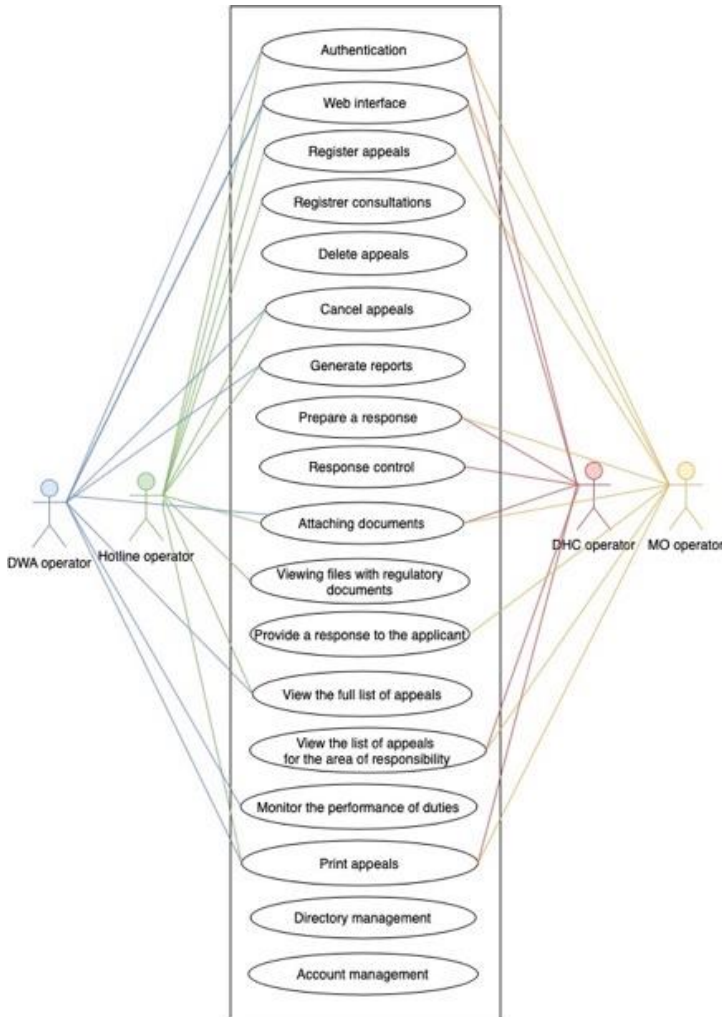 Authentication
Web interface
Register appeals
Registrer consultations
Delete appeals
Cancel appeals
Generate reports
Prepare a response
Response control
Attaching documents
DWA operator
Hotline operator
DHC operator
MO operator
Viewing files with regulatory
documents
Provide a response to the applicant
View the full list of appeals
View the list of appeals
for the area of responsibility
Monitor the performance of duties
Print appeals
Directory management
Account management